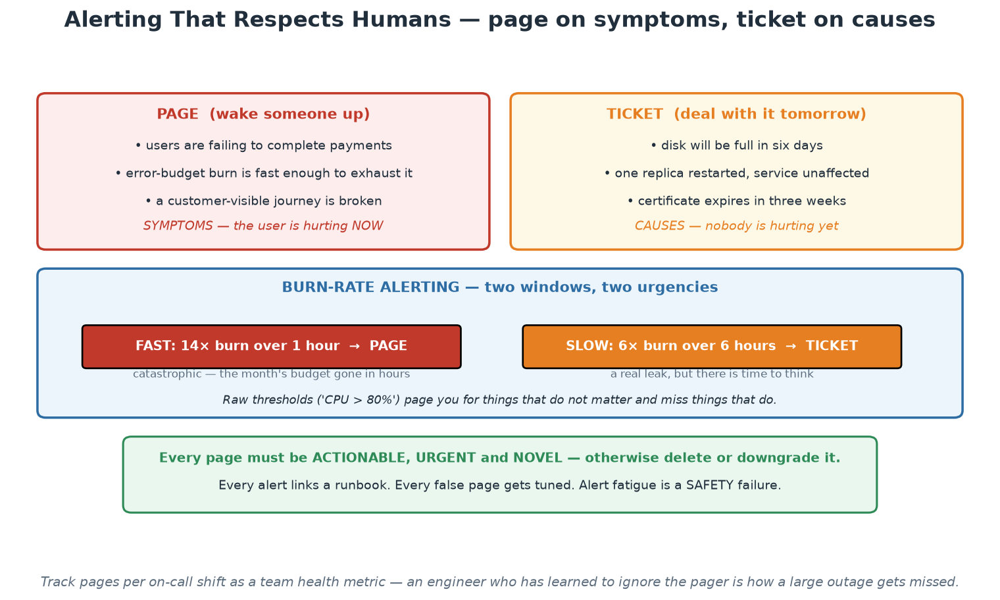 Alerting That Respects Humans — page on symptoms, ticket on causes
PAGE  (wake someone up)
• users are failing to complete payments
• error-budget burn is fast enough to exhaust it
• a customer-visible journey is broken
SYMPTOMS — the user is hurting NOW
TICKET  (deal with it tomorrow)
• disk will be full in six days
• one replica restarted, service unaffected
• certificate expires in three weeks
CAUSES — nobody is hurting yet
BURN-RATE ALERTING — two windows, two urgencies
FAST: 14× burn over 1 hour  →  PAGE
catastrophic — the month's budget gone in hours
SLOW: 6× burn over 6 hours  →  TICKET
a real leak, but there is time to think
Raw thresholds ('CPU > 80%') page you for things that do not matter and miss things that do.
Every page must be ACTIONABLE, URGENT and NOVEL — otherwise delete or downgrade it.
Every alert links a runbook. Every false page gets tuned. Alert fatigue is a SAFETY failure.
Track pages per on-call shift as a team health metric — an engineer who has learned to ignore the pager is how a large outage gets missed.